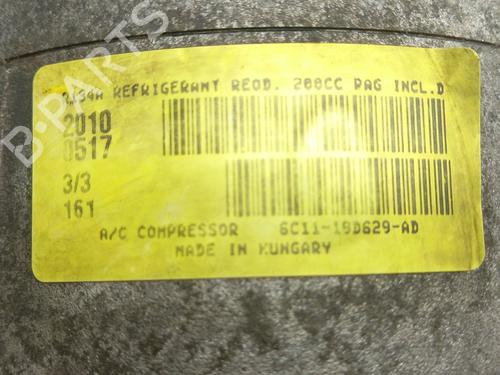 R134A REFRIGERANT REQD. 200CC PAG INCL.D
2010
0517
3/3
161
A/C COMPRESSOR 6C11-19D629-AD
MADE IN HUNGARY
B-PARTS